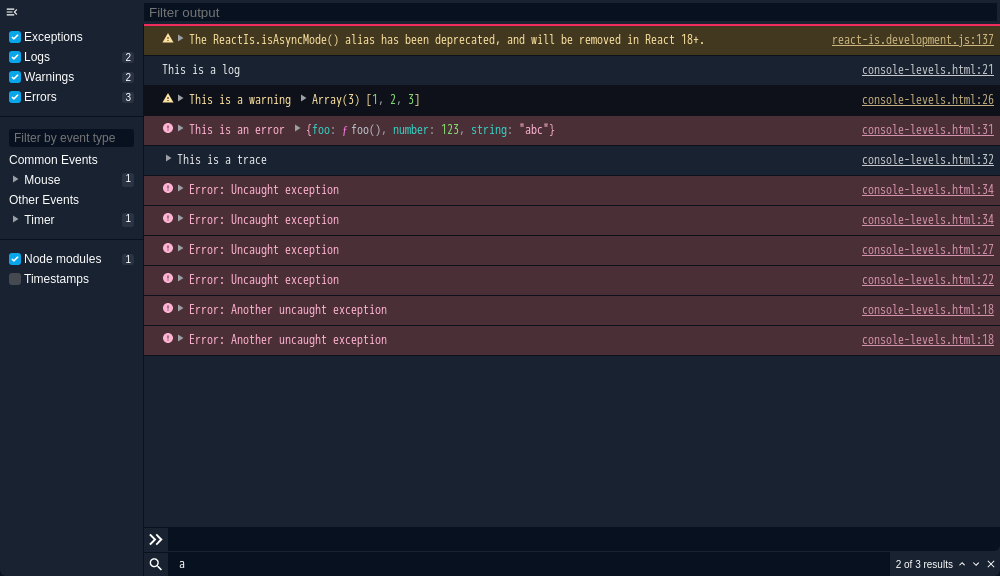 Filter output
Exceptions
Logs 2
Warnings 2
Errors 3
Filter by event type
Common Events
Mouse 1
Other Events
Timer 1
Node modules 1
Timestamps
The ReactIs.isAsyncMode() alias has been deprecated, and will be removed in React 18+. react-is.development.js:137
This is a log console-levels.html:21
This is a warning Array(3) [1, 2, 3] console-levels.html:26
This is an error {foo: ƒ foo(), number: 123, string: "abc"} console-levels.html:31
This is a trace console-levels.html:32
Error: Uncaught exception console-levels.html:34
Error: Uncaught exception console-levels.html:34
Error: Uncaught exception console-levels.html:27
Error: Uncaught exception console-levels.html:22
Error: Another uncaught exception console-levels.html:18
Error: Another uncaught exception console-levels.html:18
a 2 of 3 results